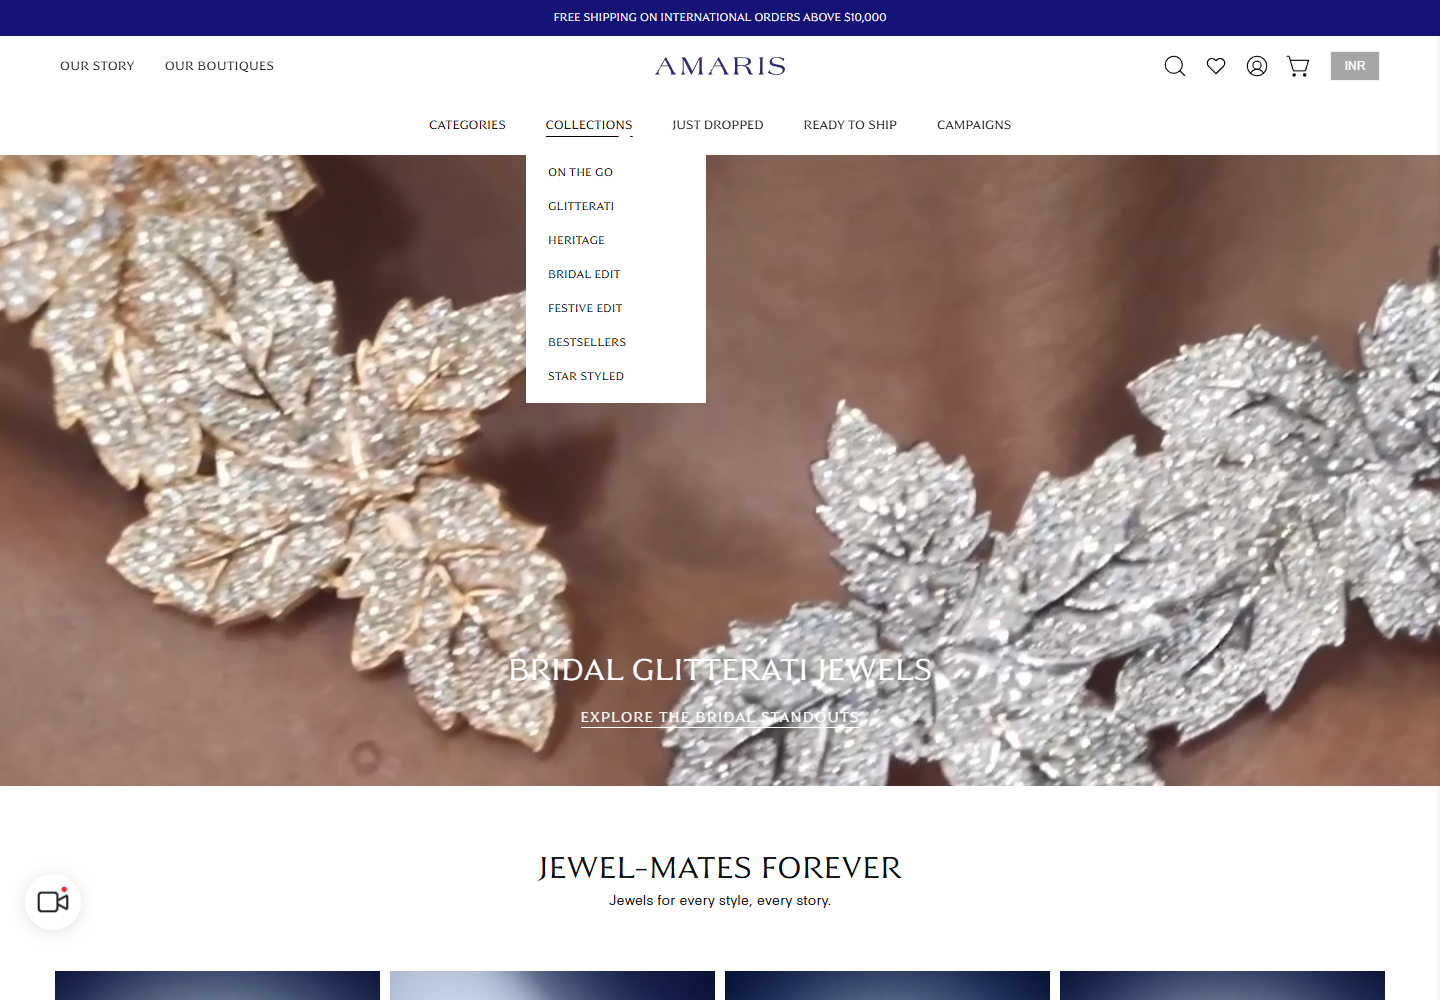 FREE SHIPPING ON INTERNATIONAL ORDERS ABOVE $10,000
OUR STORY
OUR BOUTIQUES
AMARIS
INR
CATEGORIES
COLLECTIONS
JUST DROPPED
READY TO SHIP
CAMPAIGNS
ON THE GO
GLITTERATI
HERITAGE
BRIDAL EDIT
FESTIVE EDIT
BESTSELLERS
STAR STYLED
BRIDAL GLITTERATI JEWELS
EXPLORE THE BRIDAL STANDOUTS
JEWEL-MATES FOREVER
Jewels for every style, every story.